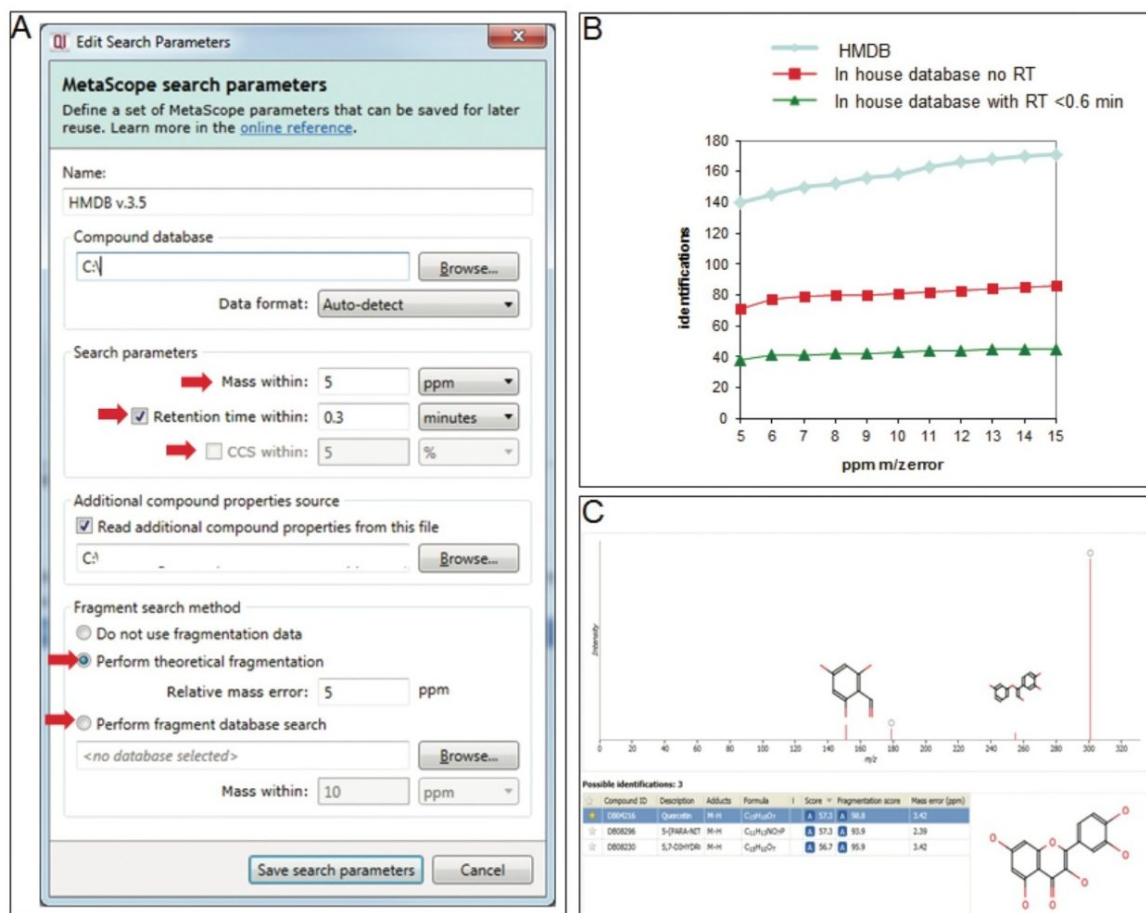 A
QI Edit Search Parameters
MetaScope search parameters
Define a set of MetaScope parameters that can be saved for later
reuse. Learn more in the online reference.
Name:
HMDB v.3.5
Compound database
C:\
Browse...
Data format: Auto-detect
Search parameters
Mass within: 5 ppm
Retention time within: 0.3 minutes
CCS within: 5 %
Additional compound properties source
Read additional compound properties from this file
C:\
Browse...
Fragment search method
Do not use fragmentation data
Perform theoretical fragmentation
Relative mass error: 5 ppm
Perform fragment database search
<no database selected>
Browse...
Mass within: 10 ppm
Save search parameters
Cancel
B
HMDB
In house database no RT
In house database with RT <0.6 min
180
160
140
120
100
80
60
40
20
0
identifications
5 6 7 8 9 10 11 12 13 14 15
ppm m/z error
C
Intensity
0 20 40 60 80 100 120 140 160 180 200 220 240 260 280 300 320
m/z
Possible identifications: 3
Compound ID Description Adducts Formula I Score Fragmentation score Mass error (ppm)
DB04216 Quercetin M-H C₁₅H₁₀O₇ A 57.3 A 98.8 3.42
DB08296 5-[PARA-NIT M-H A 57.3 A 93.9 2.39
DB08230 5,7-DIHYDR M-H C₁₅H₁₀O₇ A 56.7 A 95.9 3.42
O
O
O
O
O
O
O